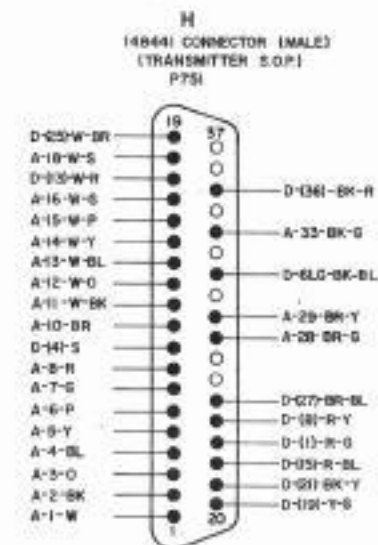 H
(4844) CONNECTOR (MALE)
(TRANSMITTER S.O.P.)
P751
19
37
D-(25)-W-BR
A-18-W-S
D-(13)-W-R
D-(36)-BK-R
A-16-W-S
A-15-W-P
A-33-BK-G
A-14-W-Y
A-13-W-BL
D-6LG-BK-BL
A-12-W-O
A-11-W-BK
A-29-BR-Y
A-10-BR
A-28-BR-G
D-(4)-S
A-8-R
A-7-G
D-(27)-BR-BL
A-6-P
D-(8)-R-Y
A-5-Y
D-(1)-R-G
A-4-BL
D-(15)-R-BL
A-3-O
D-(21)-BK-Y
A-2-BK
D-(19)-Y-S
A-1-W
1
20